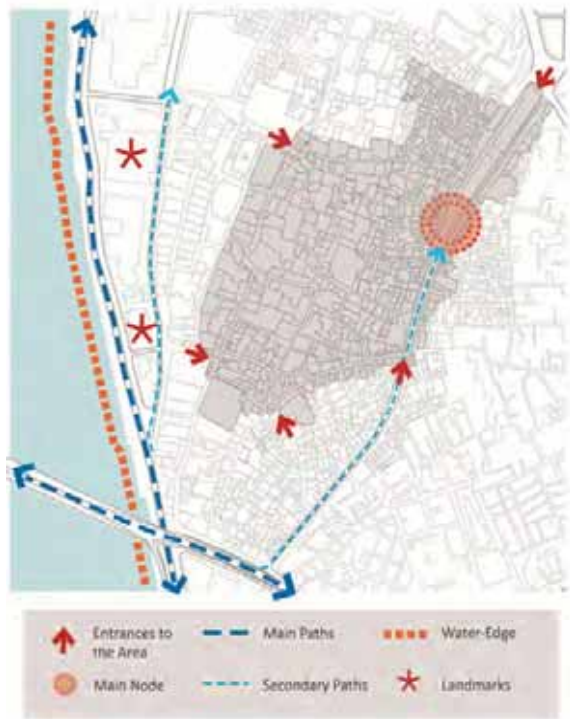 Entrances to
the Area
Main Paths
Water-Edge
Main Node
Secondary Paths
Landmarks